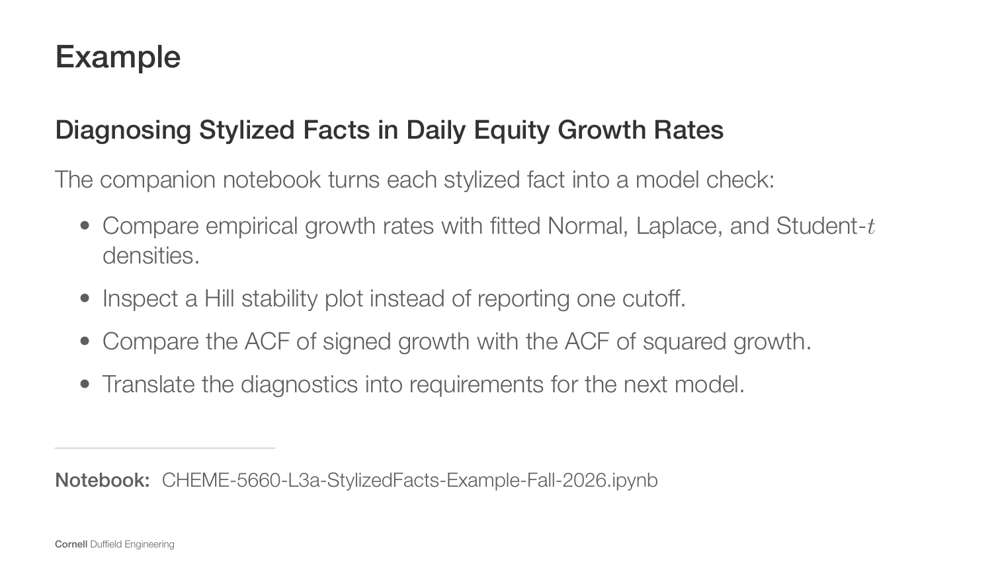 Example
Diagnosing Stylized Facts in Daily Equity Growth Rates
The companion notebook turns each stylized fact into a model check:
• Compare empirical growth rates with fitted Normal, Laplace, and Student-t
densities.
• Inspect a Hill stability plot instead of reporting one cutoff.
• Compare the ACF of signed growth with the ACF of squared growth.
• Translate the diagnostics into requirements for the next model.
Notebook: CHEME-5660-L3a-StylizedFacts-Example-Fall-2026.ipynb
Cornell Duffield Engineering